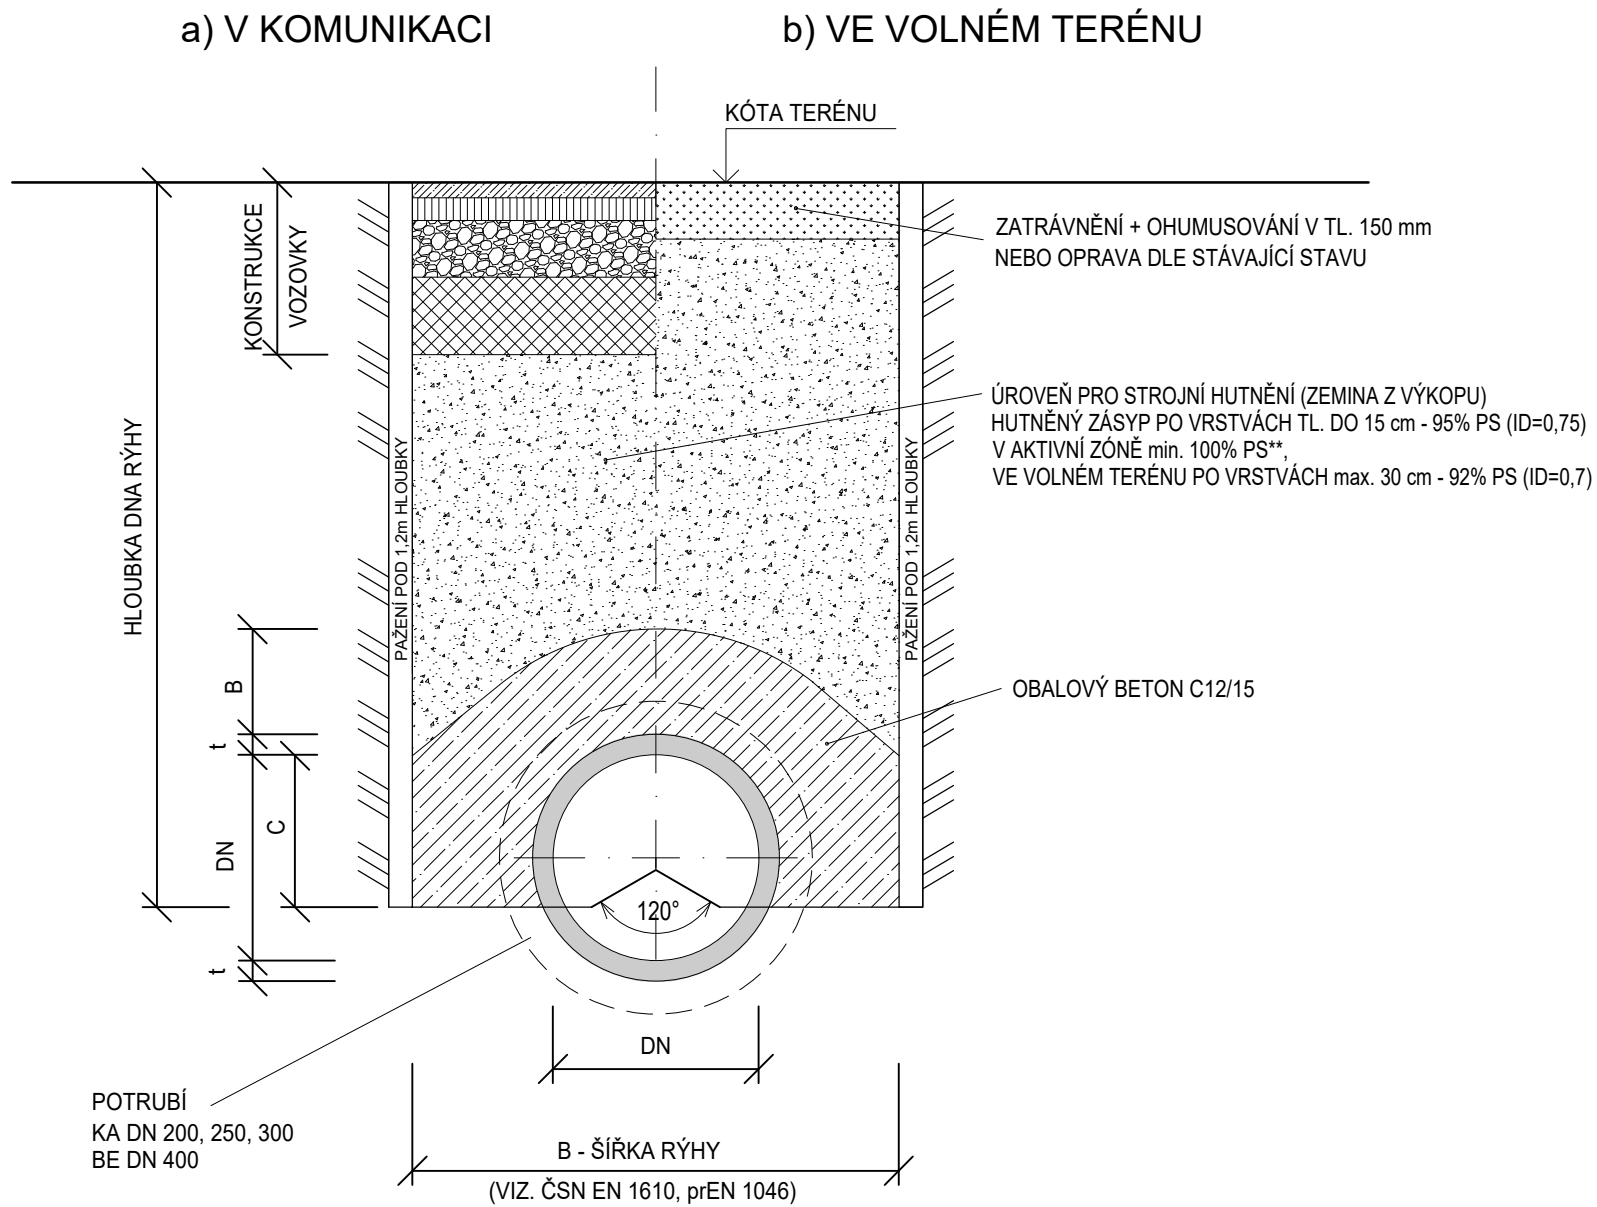 a) V KOMUNIKACI
b) VE VOLNÉM TERÉNU
KÓTA TERÉNU
KONSTRUKCE
VOZOVKY
ZATRÁVNĚNÍ + OHUMUSOVÁNÍ V TL. 150 mm
NEBO OPRAVA DLE STÁVAJÍCÍ STAVU
HLOUBKA DNA RÝHY
PAŽENÍ POD 1,2m HLOUBKY
PAŽENÍ POD 1,2m HLOUBKY
ÚROVEŇ PRO STROJNÍ HUTNĚNÍ (ZEMINA Z VÝKOPU)
HUTNĚNÝ ZÁSYP PO VRSTVÁCH TL. DO 15 cm - 95% PS (ID=0,75)
V AKTIVNÍ ZÓNĚ min. 100% PS**,
VE VOLNÉM TERÉNU PO VRSTVÁCH max. 30 cm - 92% PS (ID=0,7)
B
t
OBALOVÝ BETON C12/15
C
DN
t
120°
DN
POTRUBÍ
KA DN 200, 250, 300
BE DN 400
B - ŠÍŘKA RÝHY
(VIZ. ČSN EN 1610, prEN 1046)